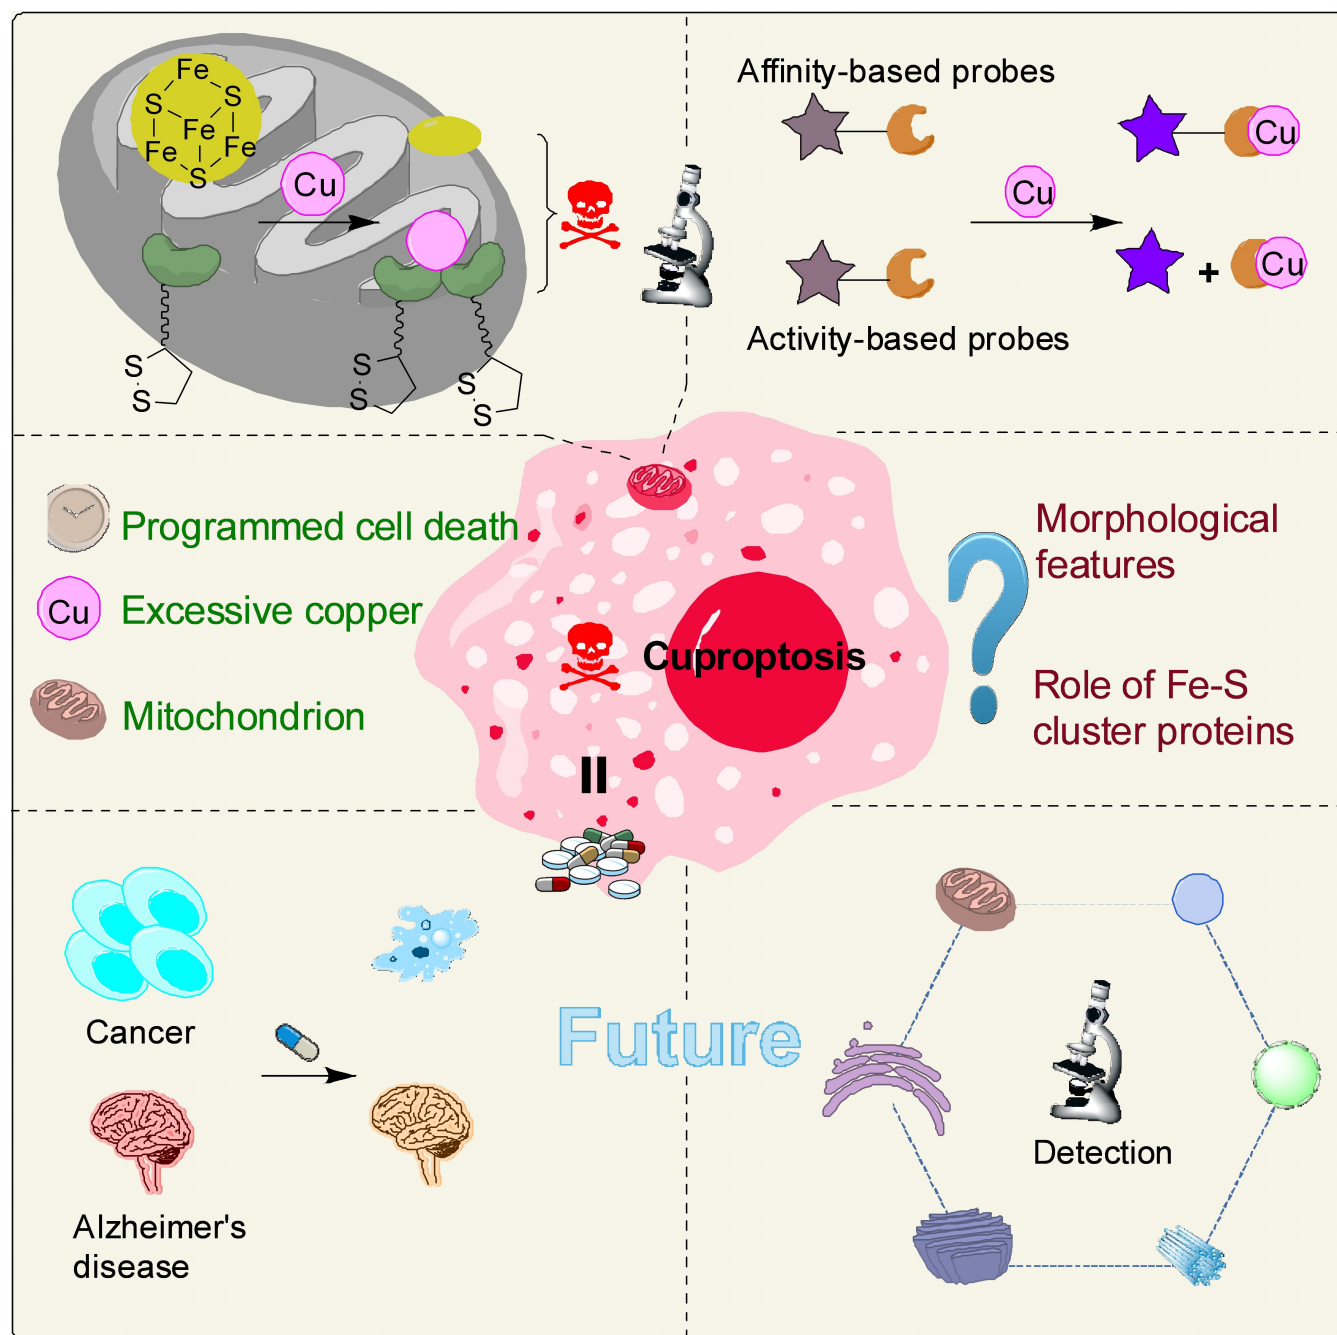 Fe
S
S
Fe
Fe
Fe
S
Cu
S
S
S
S
S
S
Affinity-based probes
Cu
Cu
Cu
+
Activity-based probes
Programmed cell death
Cu
Excessive copper
Mitochondrion
Cuproptosis
Morphological
features
Role of Fe-S
cluster proteins
Cancer
Alzheimer's
disease
Future
Detection